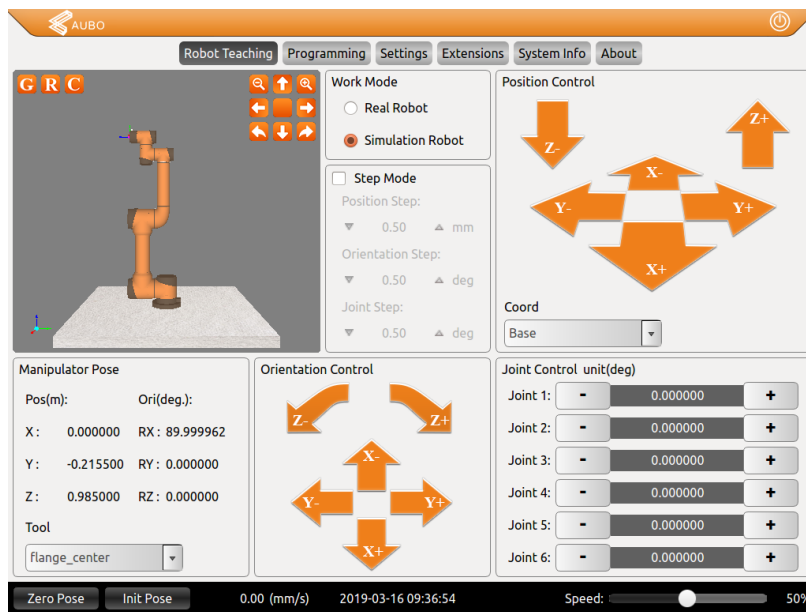 AUBO
Robot Teaching Programming Settings Extensions System Info About
G R C
Work Mode
Real Robot
Simulation Robot
Step Mode
Position Step:
0.50 mm
Orientation Step:
0.50 deg
Joint Step:
0.50 deg
Position Control
Z- Z+
X-
Y- Y+
X+
Coord
Base
Manipulator Pose
Pos(m): Ori(deg.):
X : 0.000000 RX : 89.999962
Y : -0.215500 RY : 0.000000
Z : 0.985000 RZ : 0.000000
Tool
flange_center
Orientation Control
Z- Z+
X-
Y- Y+
X+
Joint Control unit(deg)
Joint 1: - 0.000000 +
Joint 2: - 0.000000 +
Joint 3: - 0.000000 +
Joint 4: - 0.000000 +
Joint 5: - 0.000000 +
Joint 6: - 0.000000 +
Zero Pose Init Pose 0.00 (mm/s) 2019-03-16 09:36:54 Speed: 50%